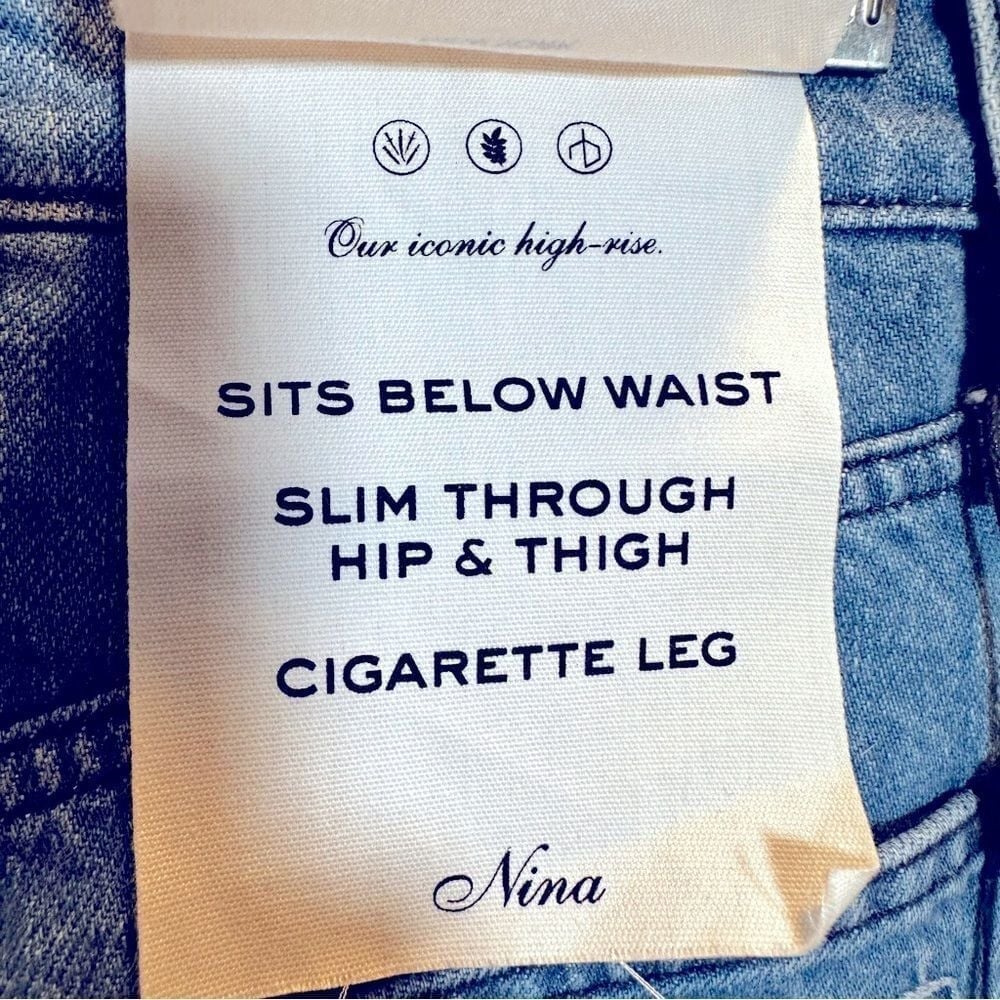 Our iconic high-rise.
SITS BELOW WAIST
SLIM THROUGH
HIP & THIGH
CIGARETTE LEG
Nina